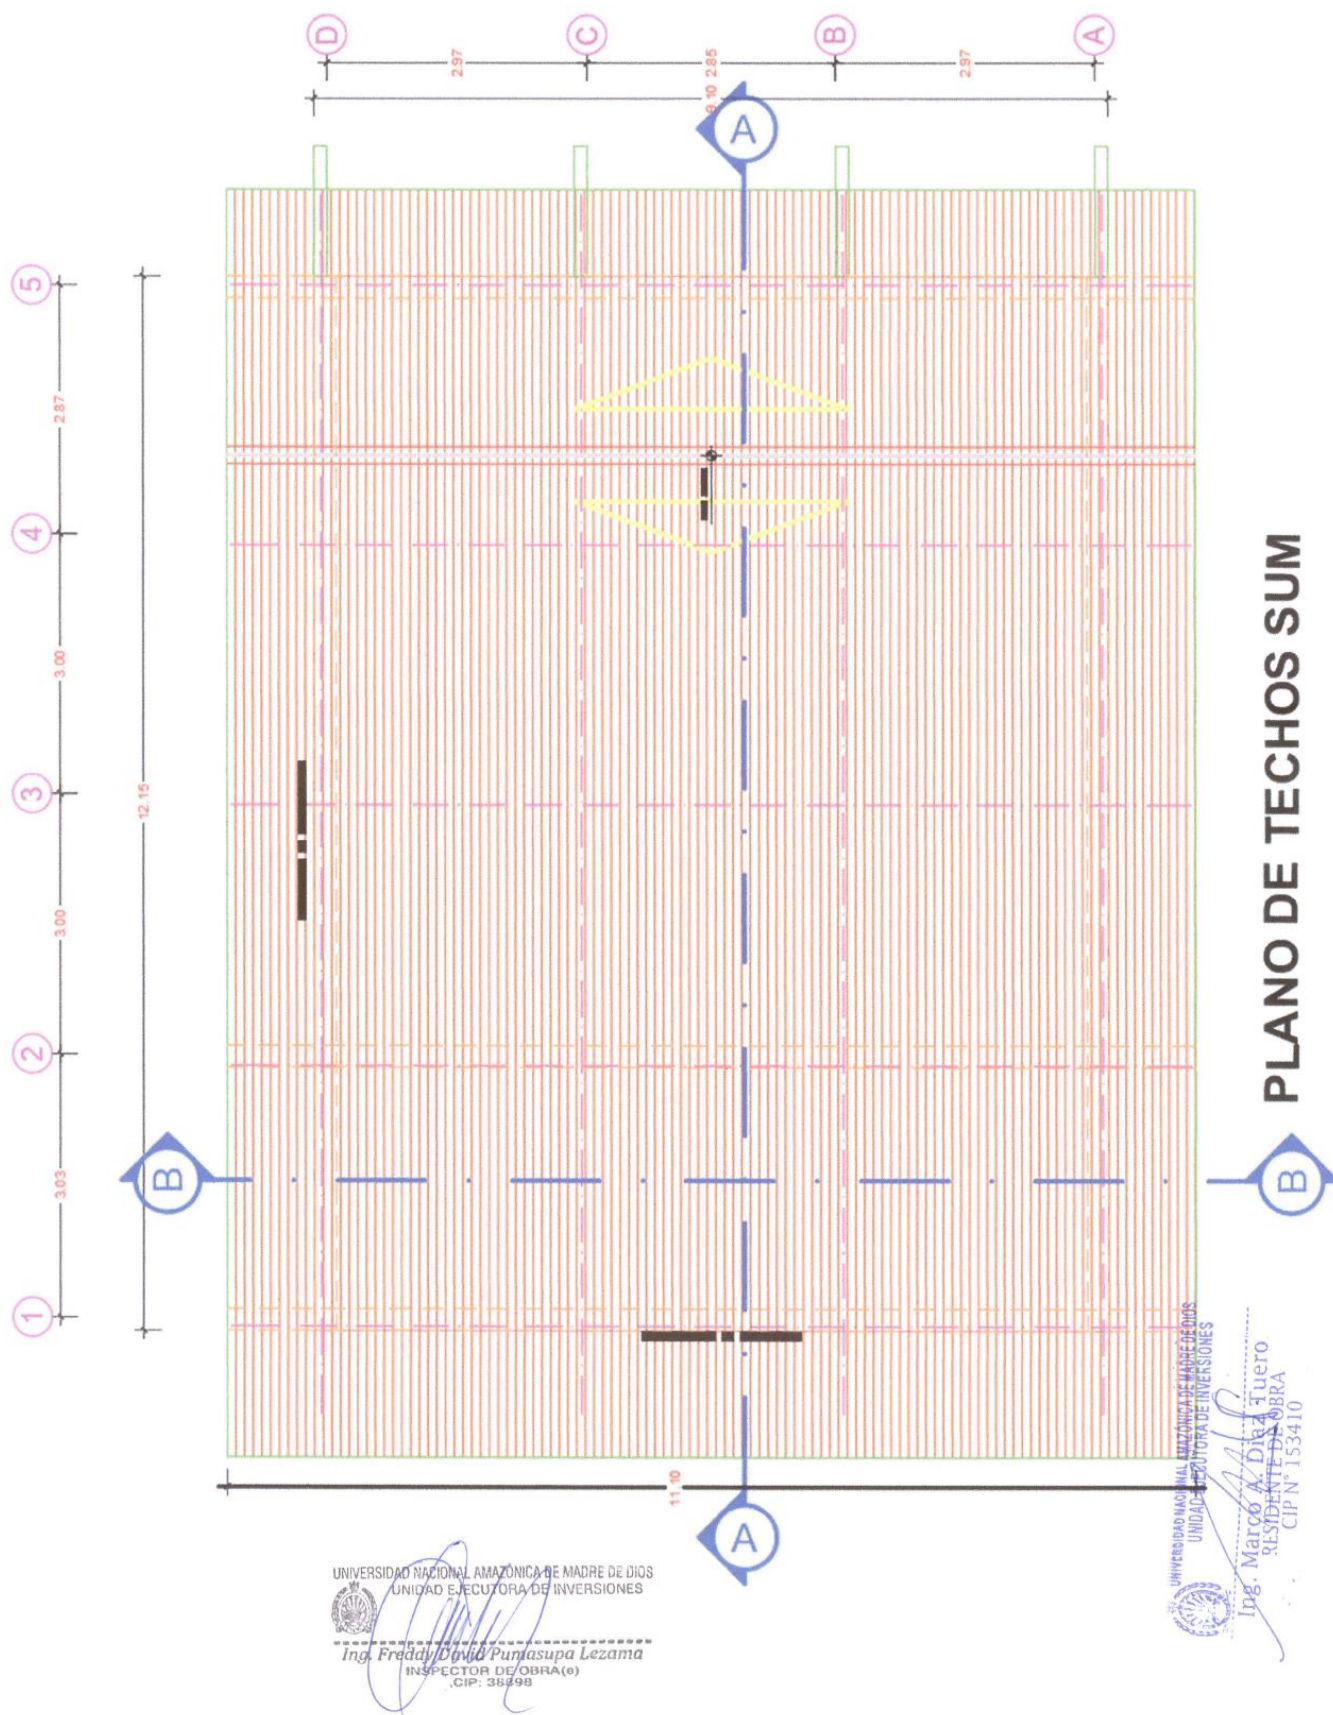 D
C
B
A
2.97
2.85
2.97
9.10
A
5
4
3
2
1
2.87
3.00
3.00
3.03
12.15
B
B
PLANO DE TECHOS SUM
11.10
A
UNIVERSIDAD NACIONAL AMAZÓNICA DE MADRE DE DIOS
UNIDAD EJECUTORA DE INVERSIONES
Ing. Freddy David Pumasupa Lezama
INSPECTOR DE OBRA(e)
CIP: 38898
UNIVERSIDAD NACIONAL AMAZÓNICA DE MADRE DE DIOS
UNIDAD EJECUTORA DE INVERSIONES
Ing. Marco A. Diaz Tuero
RESIDENTE DE OBRA
CIP N° 153410